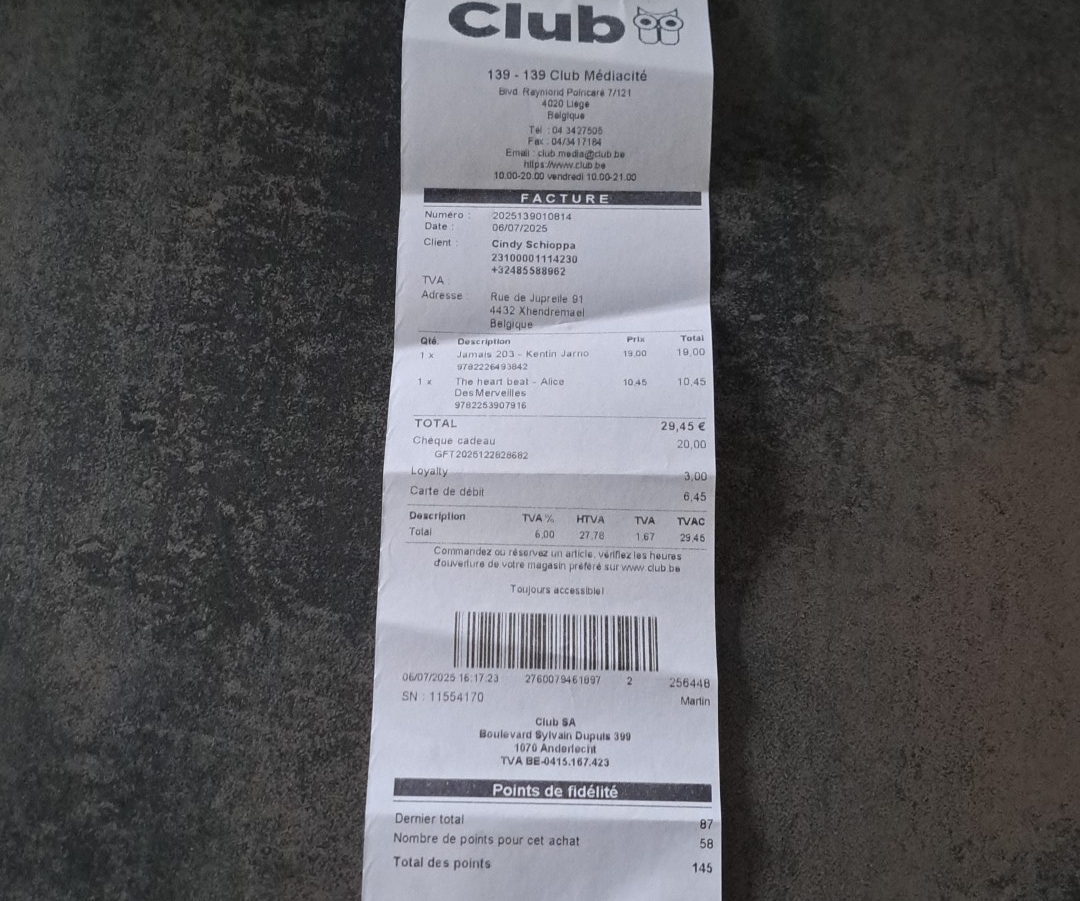 Club
139 - 139 Club Médiacité
Blvd. Raymond Poincaré 7/121
4020 Liège
Belgique
Tél : 04 3427505
Fax : 04/3417184
Email : club.media@club.be
https://www.club.be
10.00-20.00 vendredi 10.00-21.00
FACTURE
Numéro : 2025139010814
Date : 06/07/2025
Client : Cindy Schioppa
23100001114230
+32485588962
TVA
Adresse : Rue de Juprelle 91
4432 Xhendremael
Belgique
Qté. Description Prix Total
1 x Jamais 203 - Kentin Jarno 19,00 19,00
9782226493842
1 x The heart beat - Alice 10,45 10,45
DesMerveilles
9782253907916
TOTAL 29,45 €
Chèque cadeau 20,00
GFT2025122828682
Loyalty 3,00
Carte de débit 6,45
Description TVA % HTVA TVA TVAC
Total 6,00 27,78 1,67 29,45
Commandez ou réservez un article, vérifiez les heures
d'ouverture de votre magasin préféré sur www.club.be
Toujours accessible!
06/07/2025 16:17:23 2760079461097 2 256448
SN : 11554170 Martin
Club SA
Boulevard Sylvain Dupuis 399
1070 Anderlecht
TVA BE-0415.167.423
Points de fidélité
Dernier total 87
Nombre de points pour cet achat 58
Total des points 145